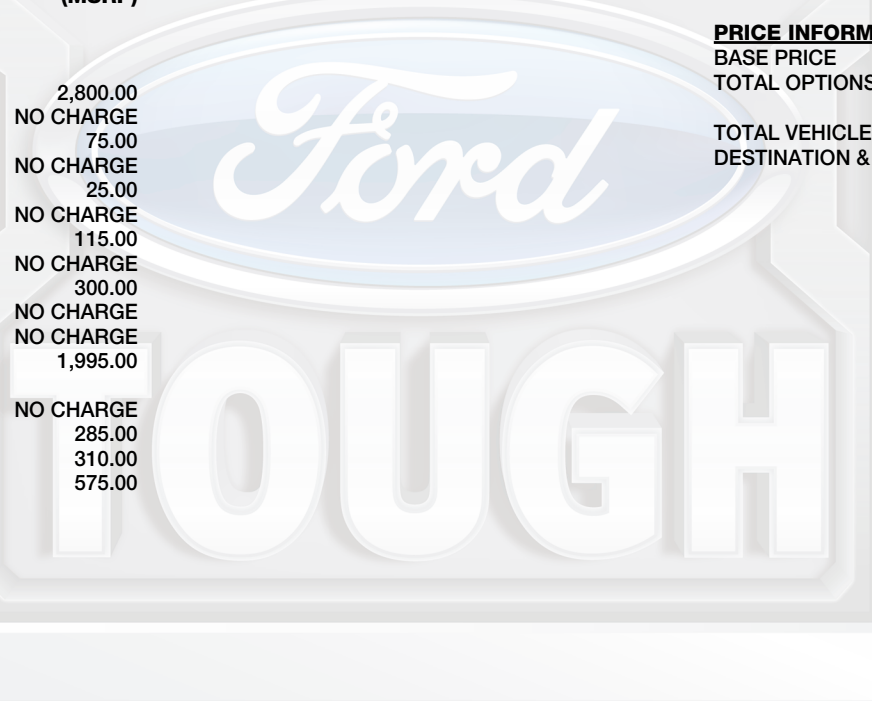 (MSRP)
2,800.00
NO CHARGE
75.00
NO CHARGE
25.00
NO CHARGE
115.00
NO CHARGE
300.00
NO CHARGE
NO CHARGE
1,995.00
NO CHARGE
285.00
310.00
575.00
PRICE INFORM
BASE PRICE
TOTAL OPTIONS
TOTAL VEHICLE
DESTINATION &
Ford
TOUGH